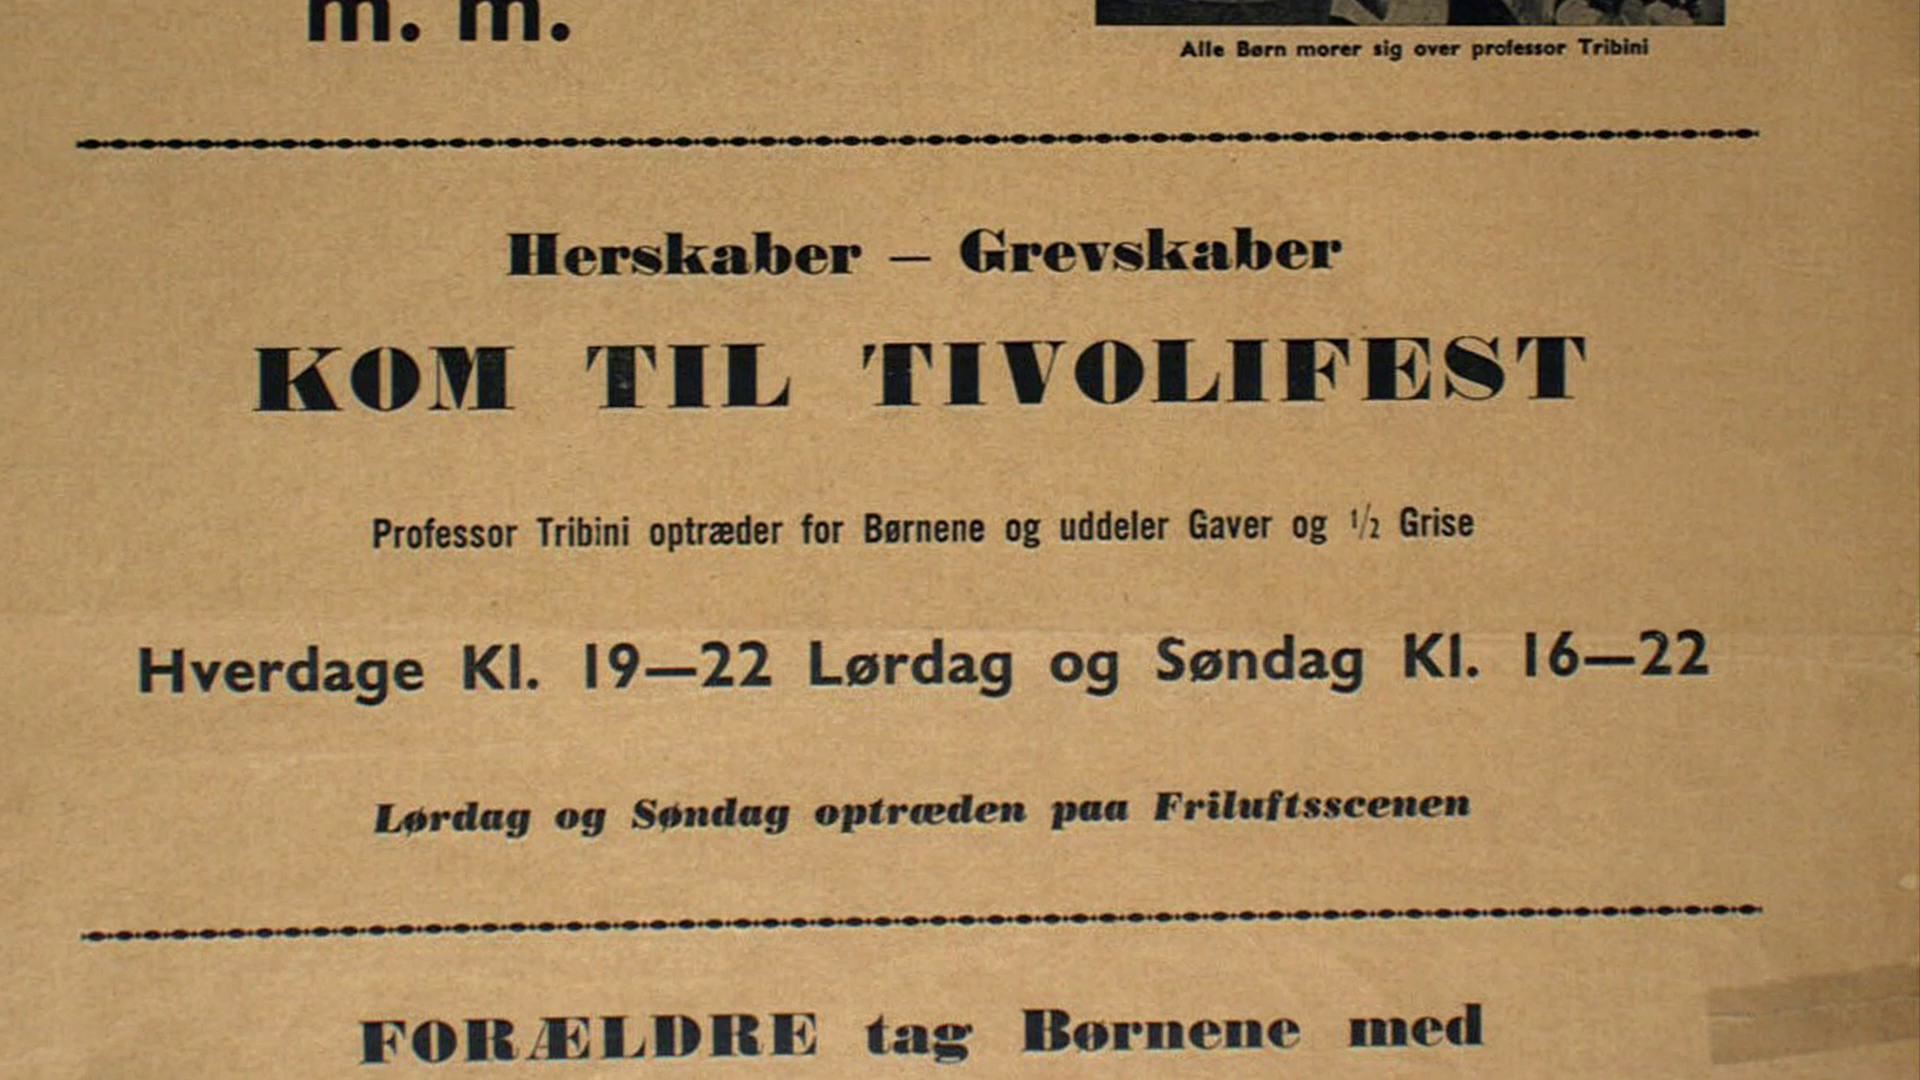 m. m.
Alle Børn morer sig over professor Tribini
Herskaber — Grevskaber
KOM TIL TIVOLIFEST
Professor Tribini optræder for Børnene og uddeler Gaver og 1/2 Grise
Hverdage Kl. 19—22 Lørdag og Søndag Kl. 16—22
Lørdag og Søndag optræden paa Friluftsscenen
FORÆLDRE tag Børnene med